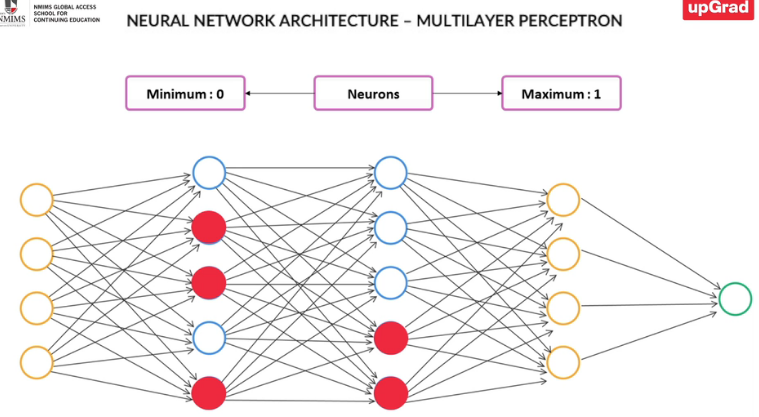 NMIMS GLOBAL ACCESS
SCHOOL FOR
CONTINUING EDUCATION
NMIMS
NEURAL NETWORK ARCHITECTURE – MULTILAYER PERCEPTRON
upGrad
Minimum : 0
Neurons
Maximum : 1